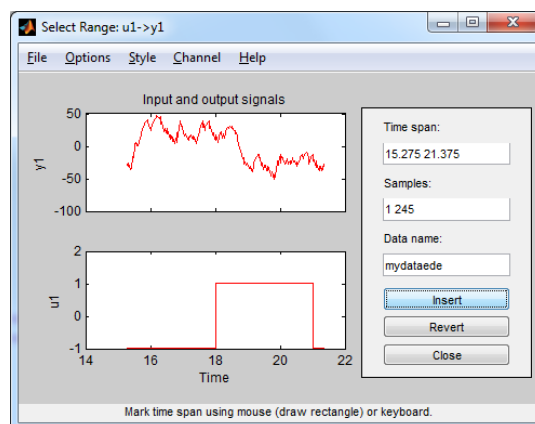 Select Range: u1->y1
File Options Style Channel Help
Input and output signals
50
0
-50
-100
y1
2
1
0
-1
u1
14 16 18 20 22
Time
Time span:
15.275 21.375
Samples:
1 245
Data name:
mydataede
Insert
Revert
Close
Mark time span using mouse (draw rectangle) or keyboard.